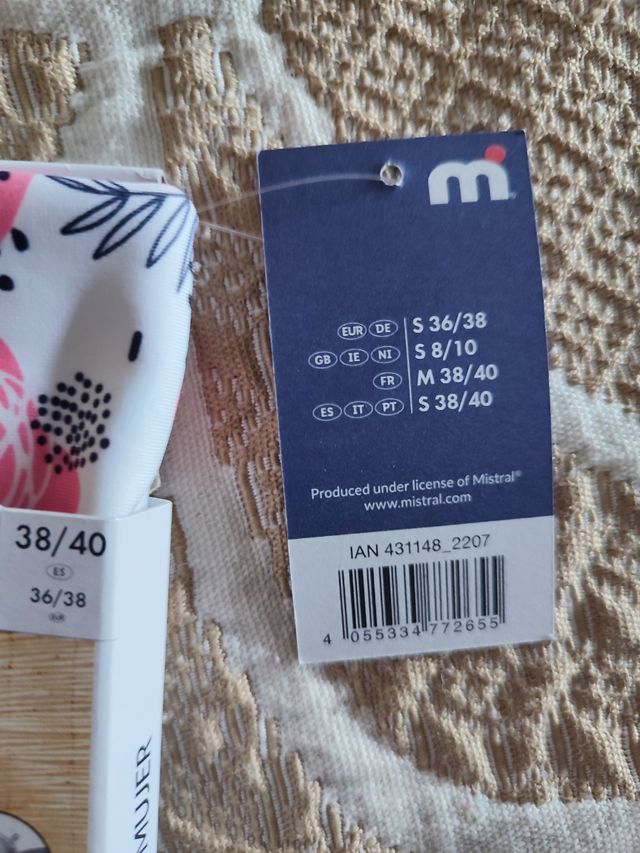 mi
EUR DE S 36/38
GB IE NI S 8/10
FR M 38/40
ES IT PT S 38/40
Produced under license of Mistral®
www.mistral.com
IAN 431148_2207
4 055334 772655
38/40
ES
36/38
EUR
MUJER